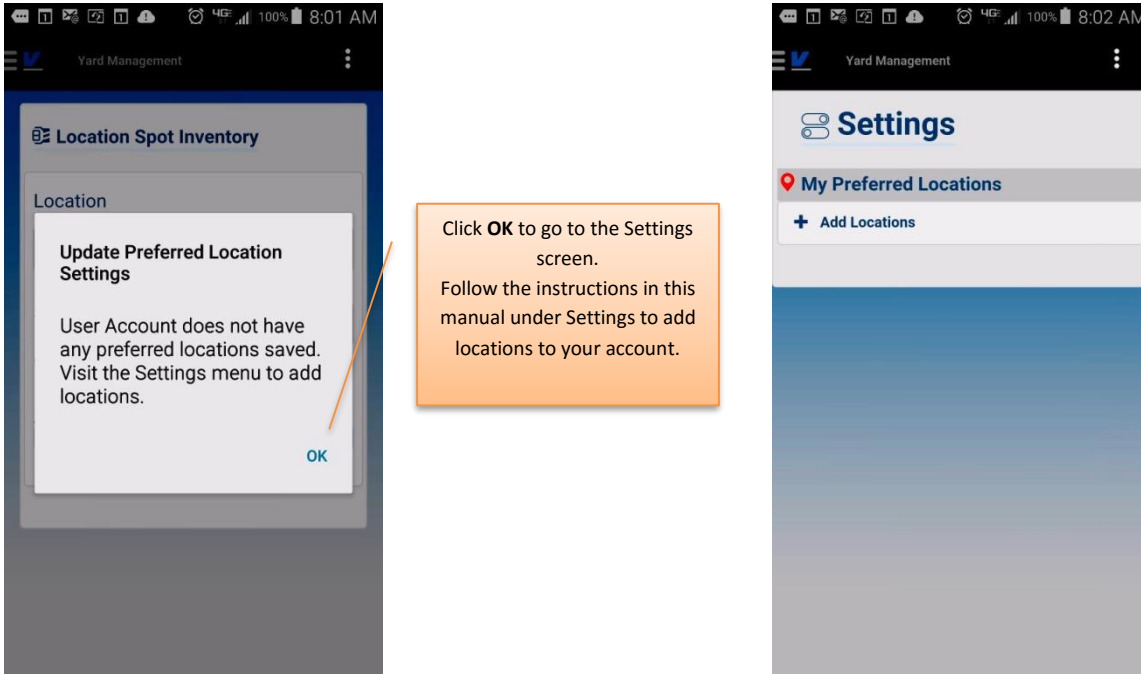 4G 100% 8:01 AM
Yard Management
Location Spot Inventory
Location
Update Preferred Location
Settings
User Account does not have
any preferred locations saved.
Visit the Settings menu to add
locations.
OK
Click OK to go to the Settings
screen.
Follow the instructions in this
manual under Settings to add
locations to your account.
4G 100% 8:02 AM
Yard Management
Settings
My Preferred Locations
+ Add Locations